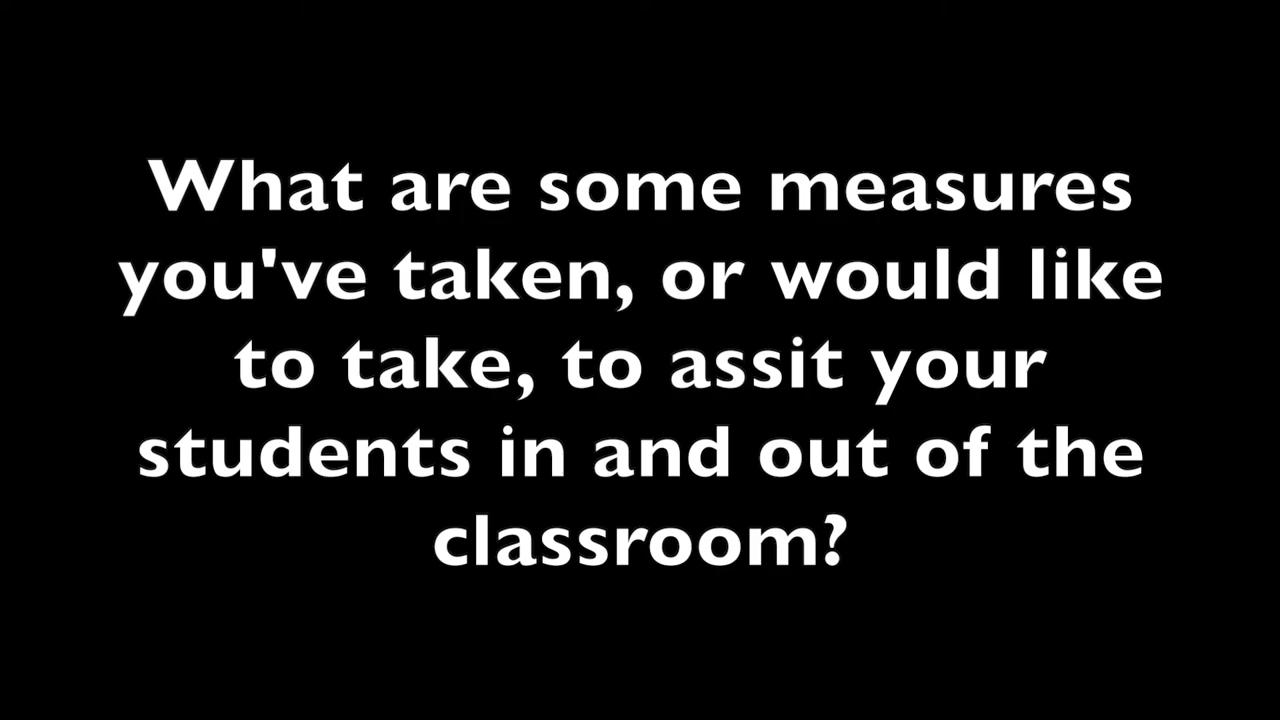 What are some measures
you've taken, or would like
to take, to assit your
students in and out of the
classroom?